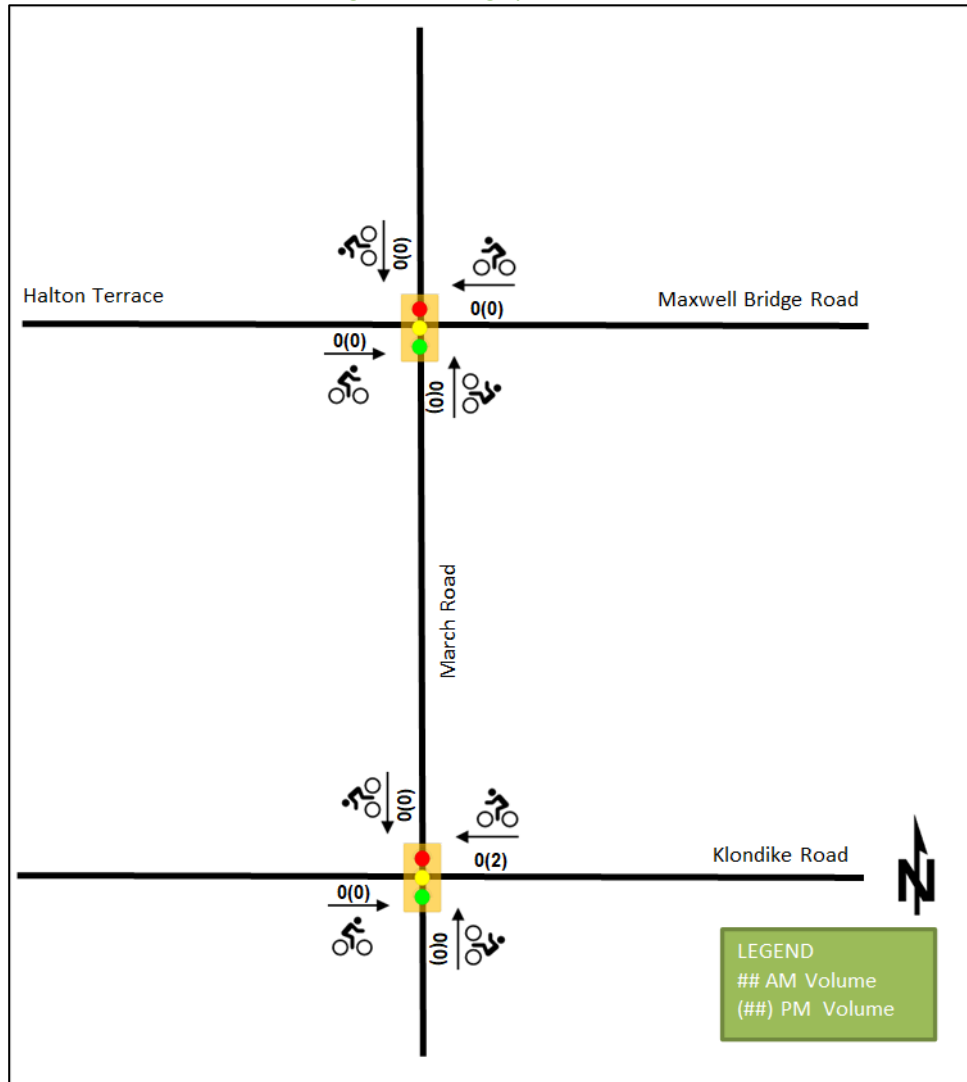 0(0)
0(0)
Halton Terrace
Maxwell Bridge Road
0(0)
0(0)
March Road
0(0)
0(2)
Klondike Road
0(0)
0(0)
N
LEGEND
## AM Volume
(##) PM Volume